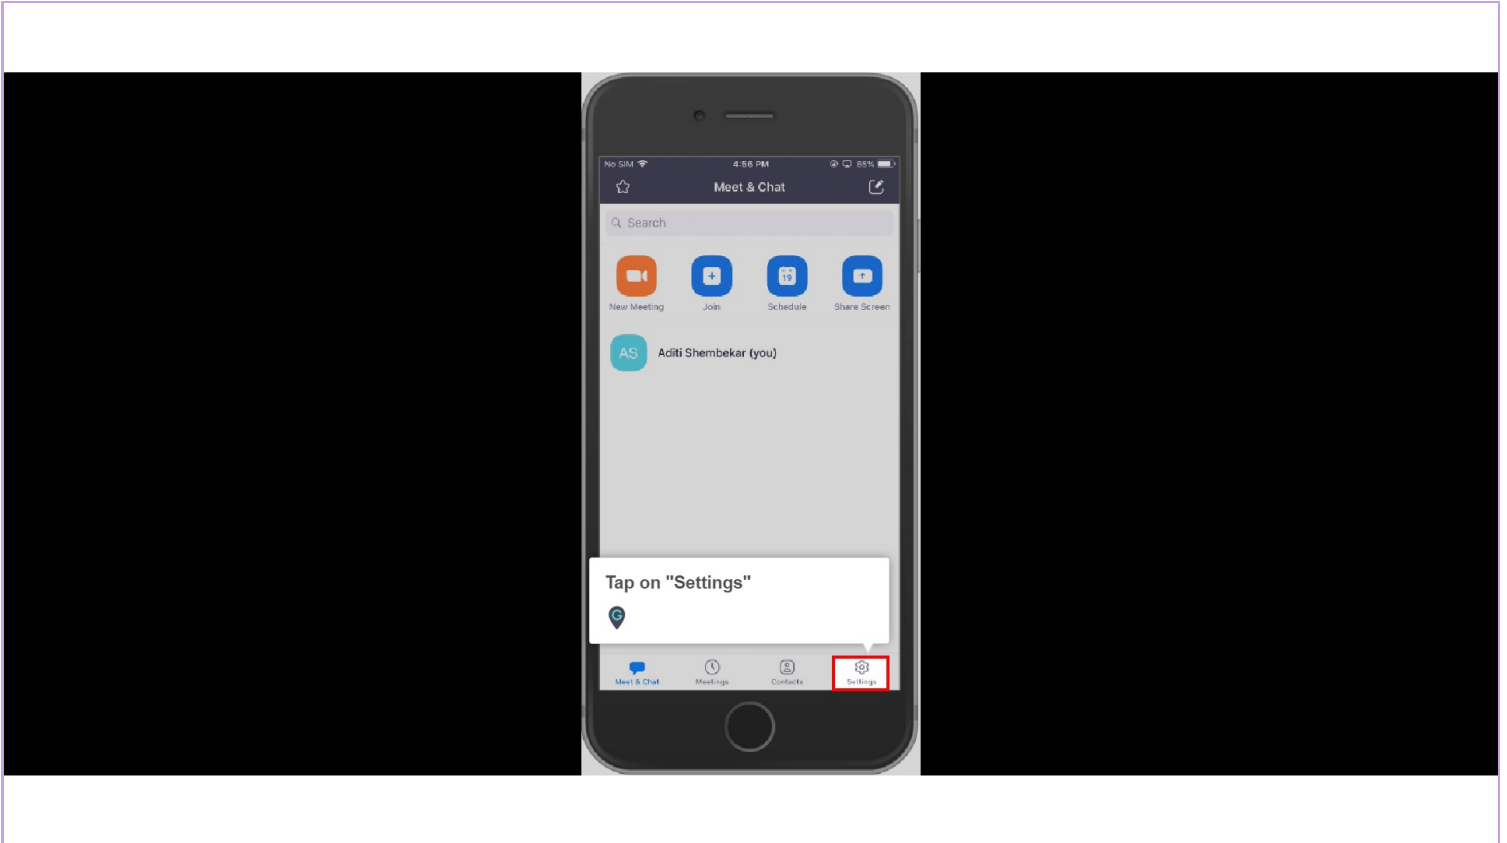 No SIM 4:56 PM 85%
Meet & Chat
Search
19
New Meeting Join Schedule Share Screen
AS Aditi Shembekar (you)
Tap on "Settings"
G
Meet & Chat Meetings Contacts Settings